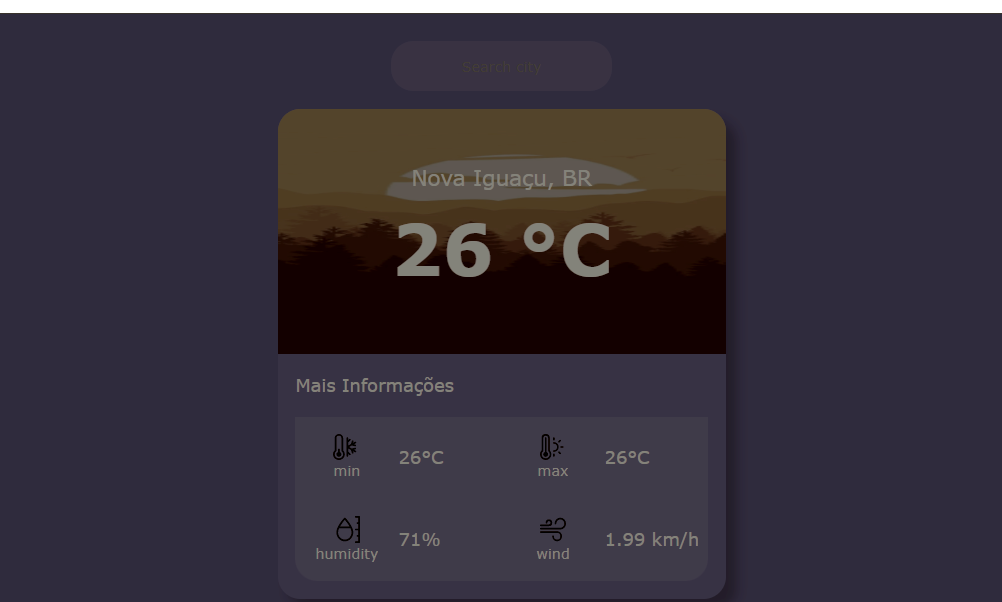 Search city
Nova Iguaçu, BR
26 °C
Mais Informações
26°C 26°C
min max
71% 1.99 km/h
humidity wind